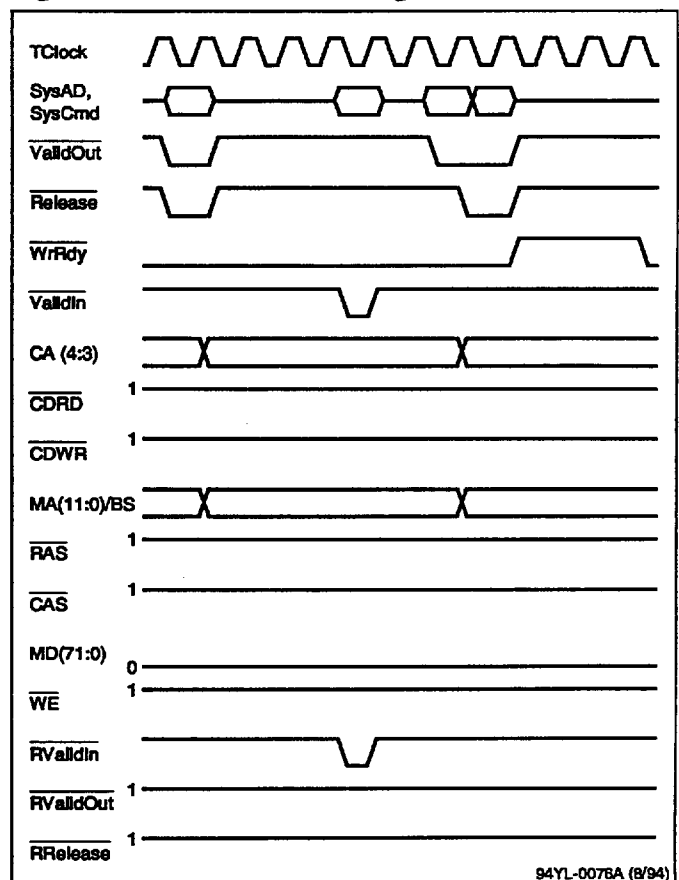 TClock
SysAD,
SysCmd
ValidOut
Release
WrRdy
ValidIn
CA (4:3)
1
CDRD
1
CDWR
MA(11:0)/BS
1
RAS
1
CAS
MD(71:0)
0
1
WE
RValidIn
1
RValidOut
1
RRelease
94YL-0076A (8/94)